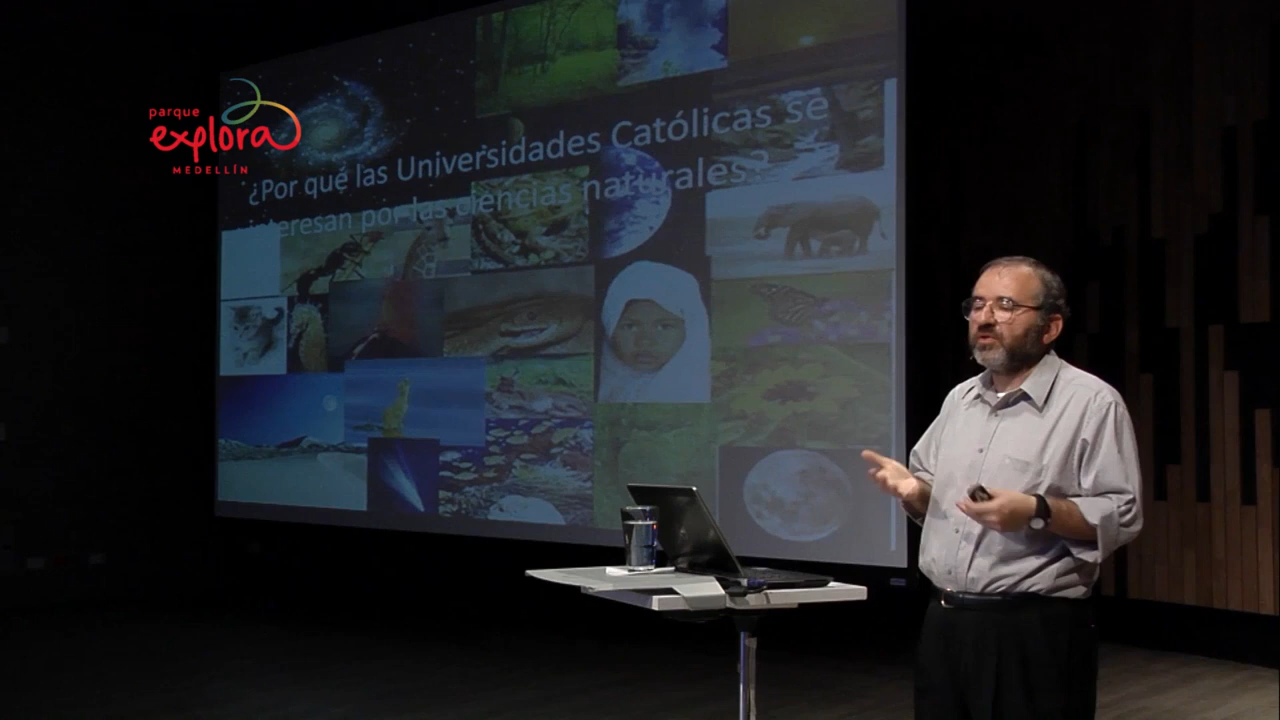 parque
explora
MEDELLÍN
¿Por qué las Universidades Católicas se
interesan por las ciencias naturales?